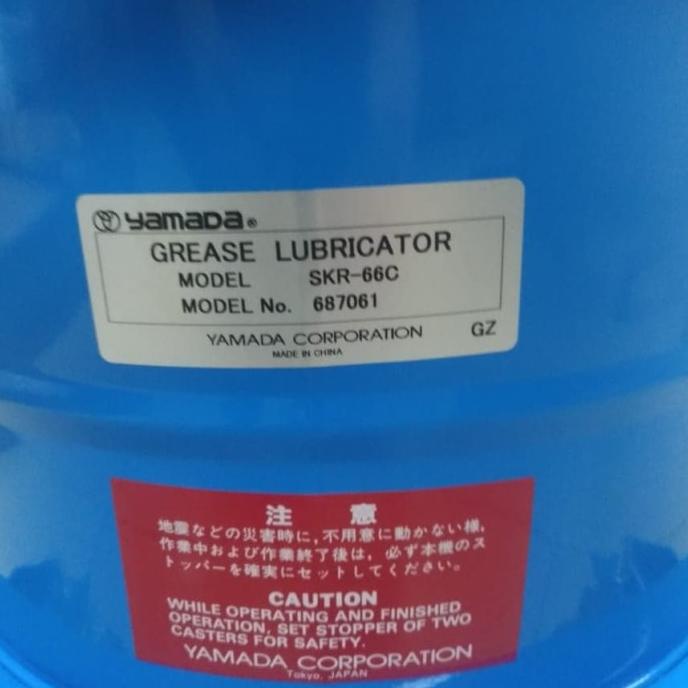 yamada®
GREASE LUBRICATOR
MODEL SKR-66C
MODEL No. 687061
YAMADA CORPORATION GZ
MADE IN CHINA
注 意
地震などの災害時に,不用意に動かない様,
作業中および作業終了後は, 必ず本機のス
トッパーを確実にセットしてください。
CAUTION
WHILE OPERATING AND FINISHED
OPERATION, SET STOPPER OF TWO
CASTERS FOR SAFETY.
YAMADA CORPORATION
Tokyo, JAPAN